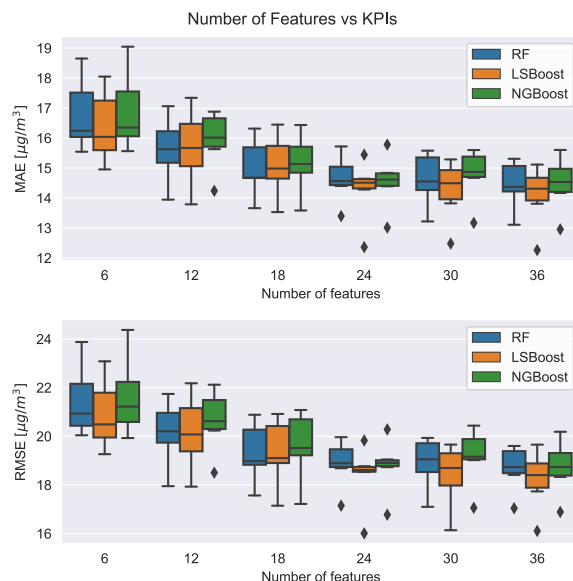 Number of Features vs KPIs
MAE [μg/m³]
19
18
17
16
15
14
13
12
RF
LSBoost
NGBoost
6 12 18 24 30 36
Number of features
RMSE [μg/m³]
24
22
20
18
16
RF
LSBoost
NGBoost
6 12 18 24 30 36
Number of features